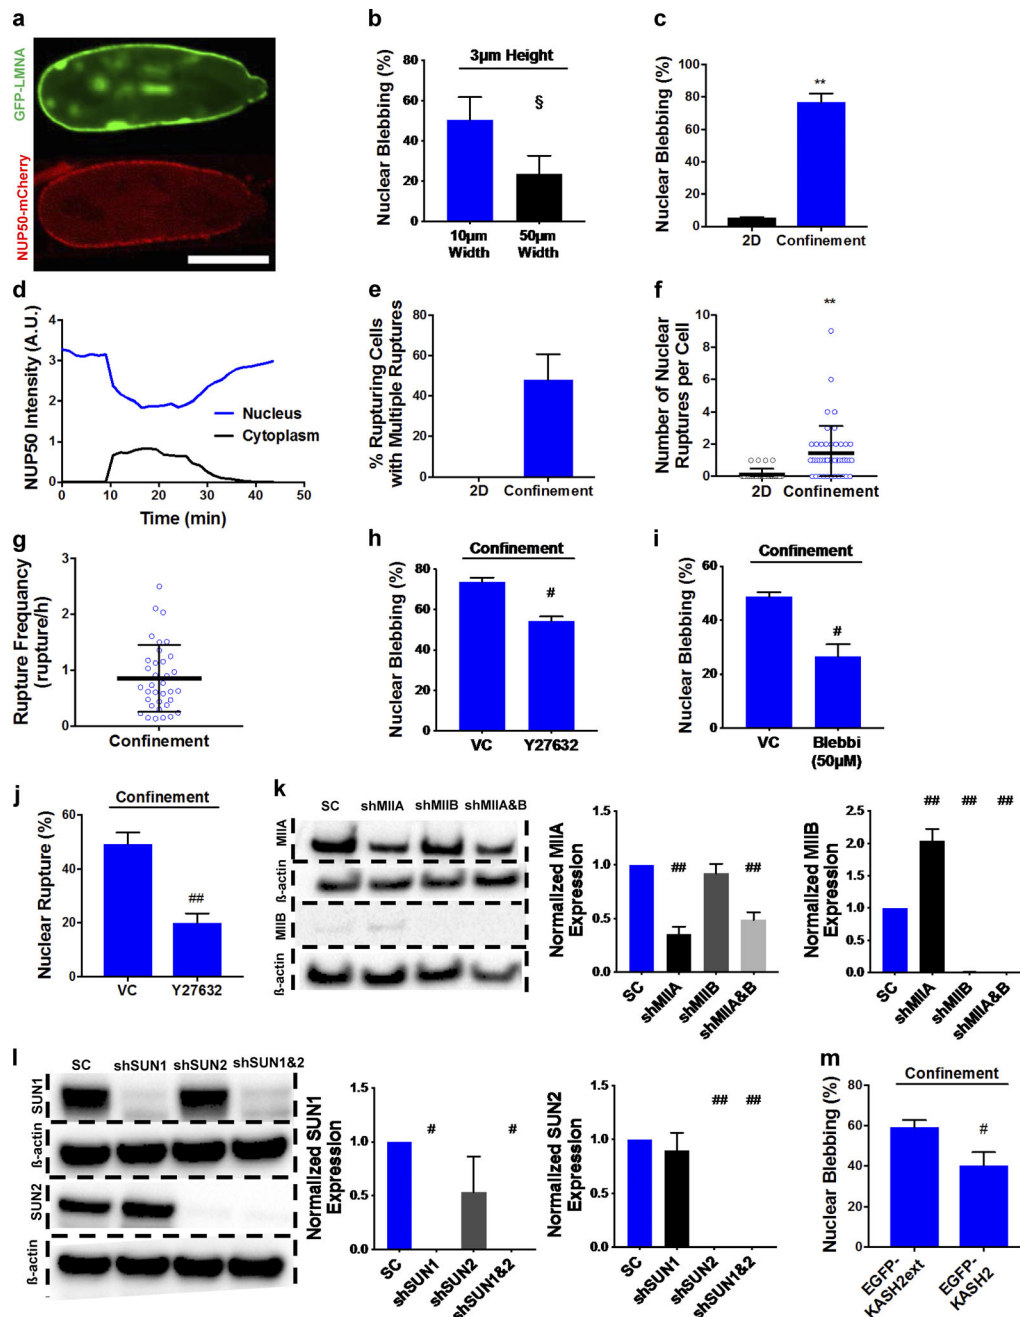 a
GFP-LMNA
NUP50-mCherry
b
Nuclear Blebbing (%)
80
60
40
20
0
3µm Height
§
10µm Width
50µm Width
c
Nuclear Blebbing (%)
100
80
60
40
20
0
**
2D
Confinement
d
NUP50 Intensity (A.U.)
4
3
2
1
0
Nucleus
Cytoplasm
0 10 20 30 40 50
Time (min)
e
% Rupturing Cells
with Multiple Ruptures
80
60
40
20
0
2D
Confinement
f
Number of Nuclear
Ruptures per Cell
10
8
6
4
2
0
**
2D
Confinement
g
Rupture Frequancy
(rupture/h)
3
2
1
0
Confinement
h
Nuclear Blebbing (%)
80
60
40
20
0
Confinement
#
VC
Y27632
i
Nuclear Blebbing (%)
60
40
20
0
Confinement
#
VC
Blebbi
(50µM)
j
Nuclear Rupture (%)
60
40
20
0
Confinement
##
VC
Y27632
k
SC shMIIA shMIIB shMIIA&B
MIIA
ß-actin
MIIB
ß-actin
Normalized MIIA
Expression
1.5
1.0
0.5
0.0
## ##
SC
shMIIA
shMIIB
shMIIA&B
Normalized MIIB
Expression
2.5
2.0
1.5
1.0
0.5
0.0
## ## ##
SC
shMIIA
shMIIB
shMIIA&B
l
SC shSUN1 shSUN2 shSUN1&2
SUN1
ß-actin
SUN2
ß-actin
Normalized SUN1
Expression
1.5
1.0
0.5
0.0
# #
SC
shSUN1
shSUN2
shSUN1&2
Normalized SUN2
Expression
1.5
1.0
0.5
0.0
## ##
SC
shSUN1
shSUN2
shSUN1&2
m
Nuclear Blebbing (%)
80
60
40
20
0
Confinement
#
EGFP-
KASH2ext
EGFP-
KASH2